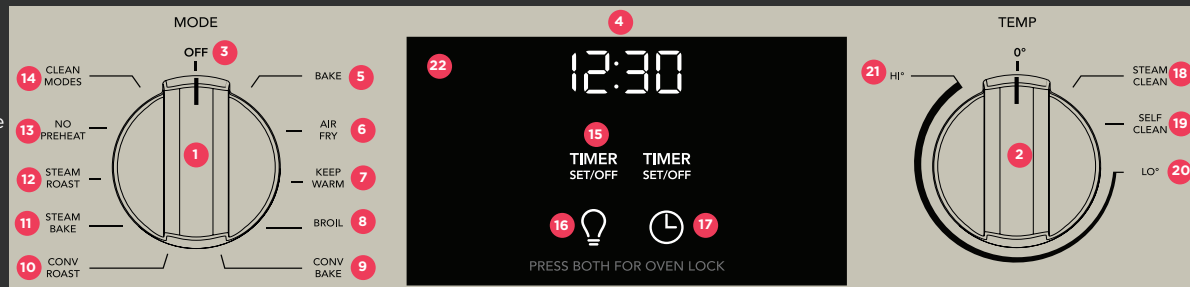 MODE
OFF 3
14 CLEAN
MODES
BAKE 5
13 NO
PREHEAT
AIR
FRY 6
1
12 STEAM
ROAST
KEEP
WARM 7
11 STEAM
BAKE
BROIL 8
10 CONV
ROAST
CONV
BAKE 9
e
4
22
12:30
15
TIMER
SET/OFF
TIMER
SET/OFF
16
17
PRESS BOTH FOR OVEN LOCK
TEMP
0°
21 HI°
STEAM
CLEAN 18
SELF
CLEAN 19
2
LO° 20